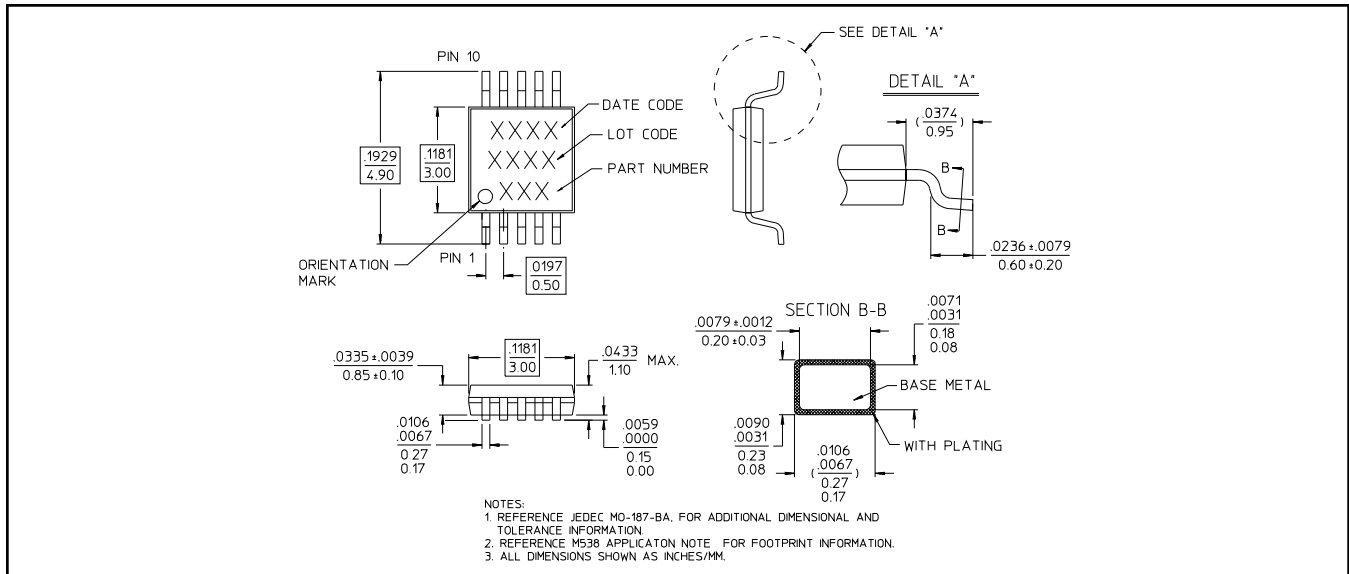 PIN 10
SEE DETAIL "A"
DETAIL "A"
DATE CODE
LOT CODE
PART NUMBER
.1929
4.90
.1181
3.00
(.0374)
0.95
B
B
ORIENTATION
MARK
PIN 1
.0197
0.50
.0236 ±.0079
0.60 ±0.20
SECTION B-B
.0079 ±.0012
0.20 ±0.03
.0071
.0031
0.18
0.08
.0335 ±.0039
0.85 ±0.10
.1181
3.00
.0433
1.10
MAX.
BASE METAL
.0106
.0067
0.27
0.17
.0059
.0000
0.15
0.00
.0090
.0031
0.23
0.08
WITH PLATING
.0106
(.0067)
0.27
0.17
XXXX
XXXX
XXX
NOTES:
1. REFERENCE JEDEC MO-187-BA, FOR ADDITIONAL DIMENSIONAL AND
TOLERANCE INFORMATION.
2. REFERENCE M538 APPLICATON NOTE FOR FOOTPRINT INFORMATION.
3. ALL DIMENSIONS SHOWN AS INCHES/MM.